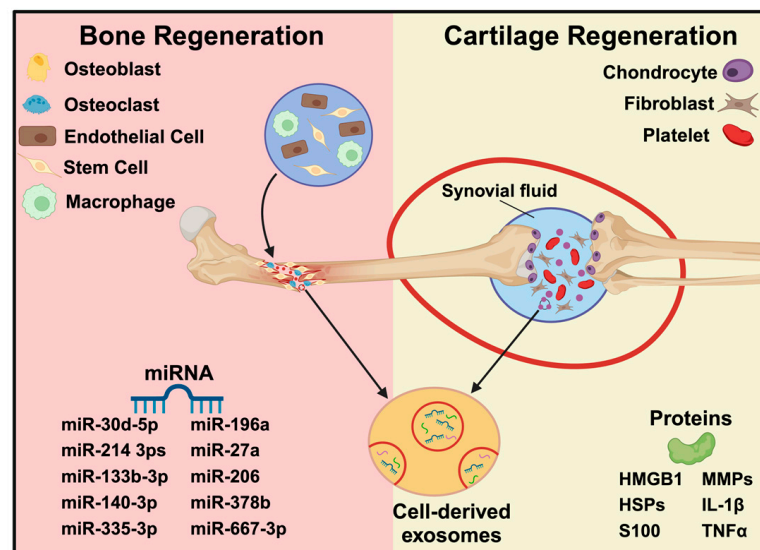 Bone Regeneration
Osteoblast
Osteoclast
Endothelial Cell
Stem Cell
Macrophage
Cartilage Regeneration
Chondrocyte
Fibroblast
Platelet
Synovial fluid
miRNA
miR-30d-5p miR-196a
miR-214 3ps miR-27a
miR-133b-3p miR-206
miR-140-3p miR-378b
miR-335-3p miR-667-3p
Cell-derived
exosomes
Proteins
HMGB1 MMPs
HSPs IL-1β
S100 TNFα